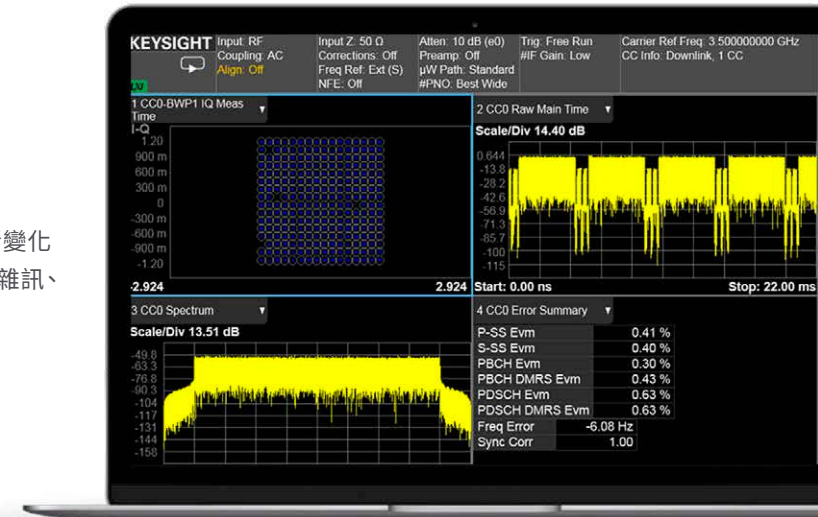 變化
雜訊、
KEYSIGHT
Input: RF
Coupling: AC
Align: Off
Input Z: 50 Ω
Corrections: Off
Freq Ref: Ext (S)
NFE: Off
Atten: 10 dB (e0)
Preamp: Off
µW Path: Standard
#PNO: Best Wide
Trig: Free Run
#IF Gain: Low
Carrier Ref Freq: 3.500000000 GHz
CC Info: Downlink, 1 CC
1 CC0-BWP1 IQ Meas
Time
I-Q
1.20
900 m
600 m
300 m
0
-300 m
-600 m
-900 m
-1.20
-2.924
2.924
2 CC0 Raw Main Time
Scale/Div 14.40 dB
0.644
-13.8
-28.2
-42.6
-56.9
-71.3
-85.7
-100
-115
Start: 0.00 ns
Stop: 22.00 ms
3 CC0 Spectrum
Scale/Div 13.51 dB
-49.8
-63.3
-76.8
-90.3
-104
-117
-131
-144
-158
4 CC0 Error Summary
P-SS Evm 0.41 %
S-SS Evm 0.40 %
PBCH Evm 0.30 %
PBCH DMRS Evm 0.43 %
PDSCH Evm 0.63 %
PDSCH DMRS Evm 0.63 %
Freq Error -6.08 Hz
Sync Corr 1.00